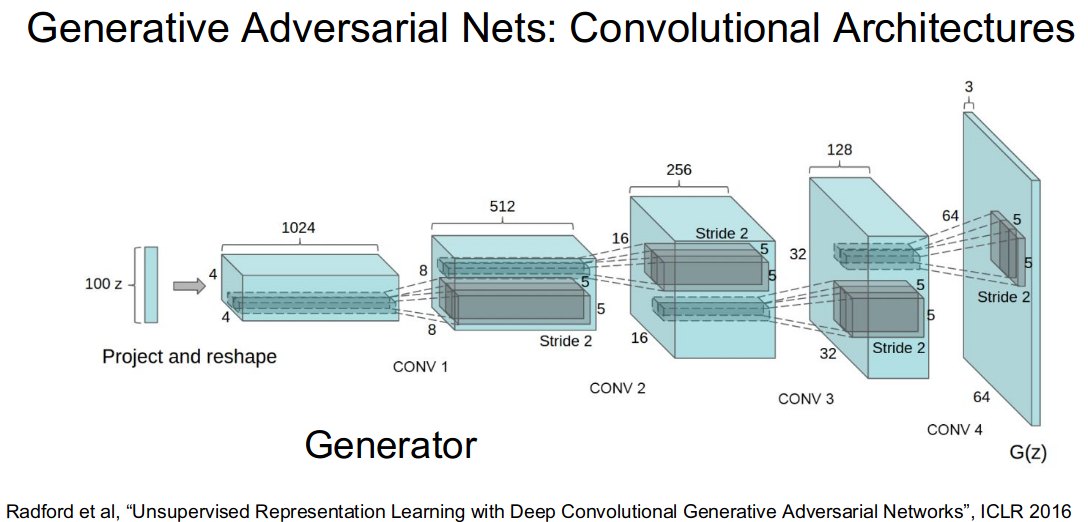 Generative Adversarial Nets: Convolutional Architectures
3
128
256
64
512
16
Stride 2
5
1024
5
32
5
4
8
5
5
100 z
5
5
Stride 2
4
8
5
16
5
Stride 2
32
Stride 2
Project and reshape
CONV 1
CONV 2
CONV 3
64
CONV 4
Generator
G(z)
Radford et al, “Unsupervised Representation Learning with Deep Convolutional Generative Adversarial Networks”, ICLR 2016